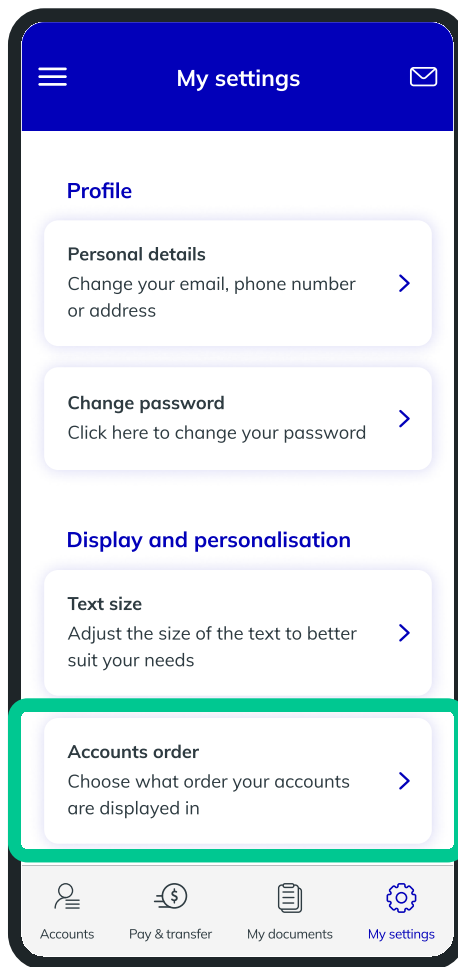 My settings
Profile
Personal details
Change your email, phone number
or address
Change password
Click here to change your password
Display and personalisation
Text size
Adjust the size of the text to better
suit your needs
Accounts order
Choose what order your accounts
are displayed in
$
Accounts
Pay & transfer
My documents
My settings